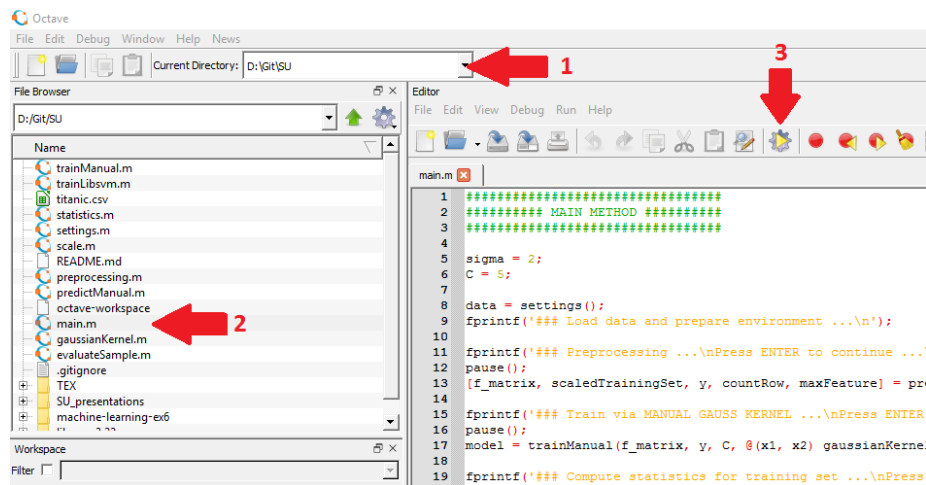 Octave
File Edit Debug Window Help News
Current Directory: D:\Git\SU
1
3
File Browser
D:/Git/SU
Name
trainManual.m
trainLibsvm.m
titanic.csv
statistics.m
settings.m
scale.m
README.md
preprocessing.m
predictManual.m
octave-workspace
main.m
2
gaussianKernel.m
evaluateSample.m
.gitignore
TEX
SU_presentations
machine-learning-ex6
Workspace
Filter
Editor
File Edit View Debug Run Help
main.m
1 #################################
2 ########## MAIN METHOD ##########
3 #################################
4
5 sigma = 2;
6 C = 5;
7
8 data = settings();
9 fprintf('### Load data and prepare environment ...\n');
10
11 fprintf('### Preprocessing ...\nPress ENTER to continue ...\
12 pause();
13 [f_matrix, scaledTrainingSet, y, countRow, maxFeature] = pre
14
15 fprintf('### Train via MANUAL GAUSS KERNEL ...\nPress ENTER
16 pause();
17 model = trainManual(f_matrix, y, C, @(x1, x2) gaussianKernel
18
19 fprintf('### Compute statistics for training set ...\nPress